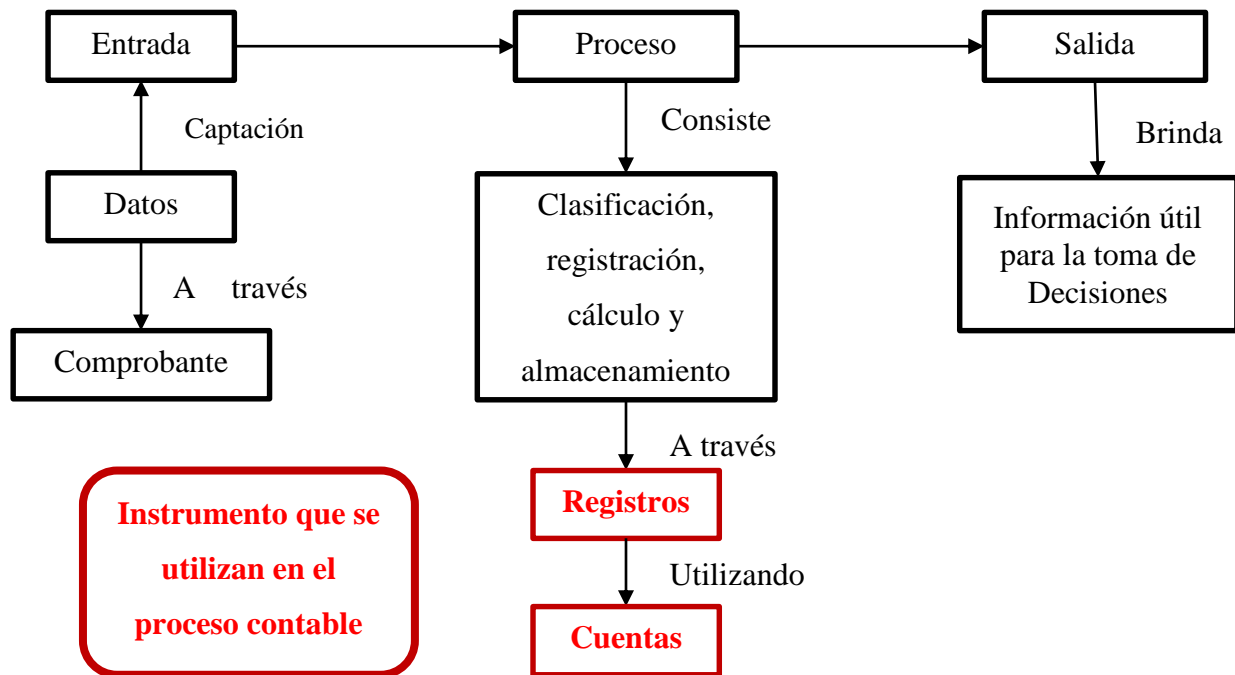 Entrada
Proceso
Salida
Captación
Consiste
Brinda
Datos
Clasificación,
registración,
cálculo y
almacenamiento
Información útil
para la toma de
Decisiones
A través
Comprobante
A través
Registros
Utilizando
Cuentas
Instrumento que se
utilizan en el
proceso contable